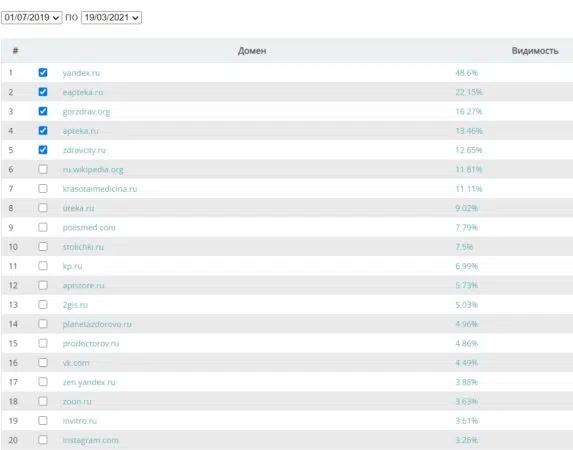 01/07/2019 по 19/03/2021
# Домен Видимость
1 yandex.ru 48.6%
2 eapteka.ru 22.15%
3 gorzdrav.org 16.27%
4 apteka.ru 13.46%
5 zdravcity.ru 12.65%
6 ru.wikipedia.org 11.81%
7 krasotaimedicina.ru 11.11%
8 uteka.ru 9.02%
9 polismed.com 7.79%
10 stolichki.ru 7.5%
11 kp.ru 6.99%
12 aptstore.ru 5.73%
13 2gis.ru 5.03%
14 planetazdorovo.ru 4.96%
15 prodoctorov.ru 4.86%
16 vk.com 4.49%
17 zen.yandex.ru 3.88%
18 zoon.ru 3.63%
19 invitro.ru 3.61%
20 instagram.com 3.26%